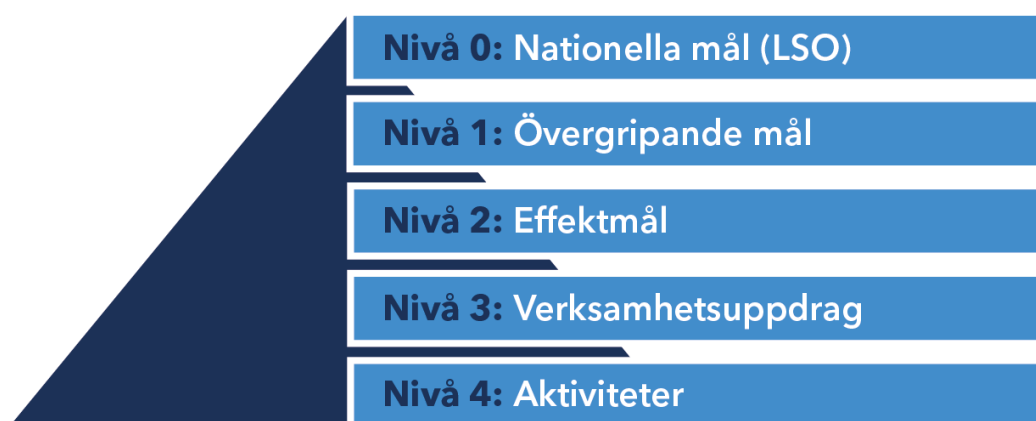 Nivå 0: Nationella mål (LSO)
Nivå 1: Övergripande mål
Nivå 2: Effektmål
Nivå 3: Verksamhetsuppdrag
Nivå 4: Aktiviteter